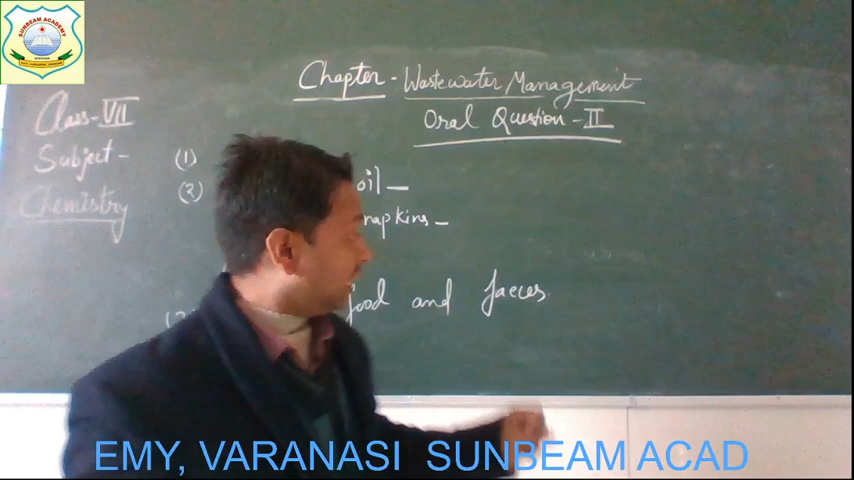 SUNBEAM ACADEMY
Chapter - Wastewater Management
Oral Question - II
Class - VII
Subject -
Chemistry
(1)
(2) oil —
napkins —
food and faeces
EMY, VARANASI SUNBEAM ACAD